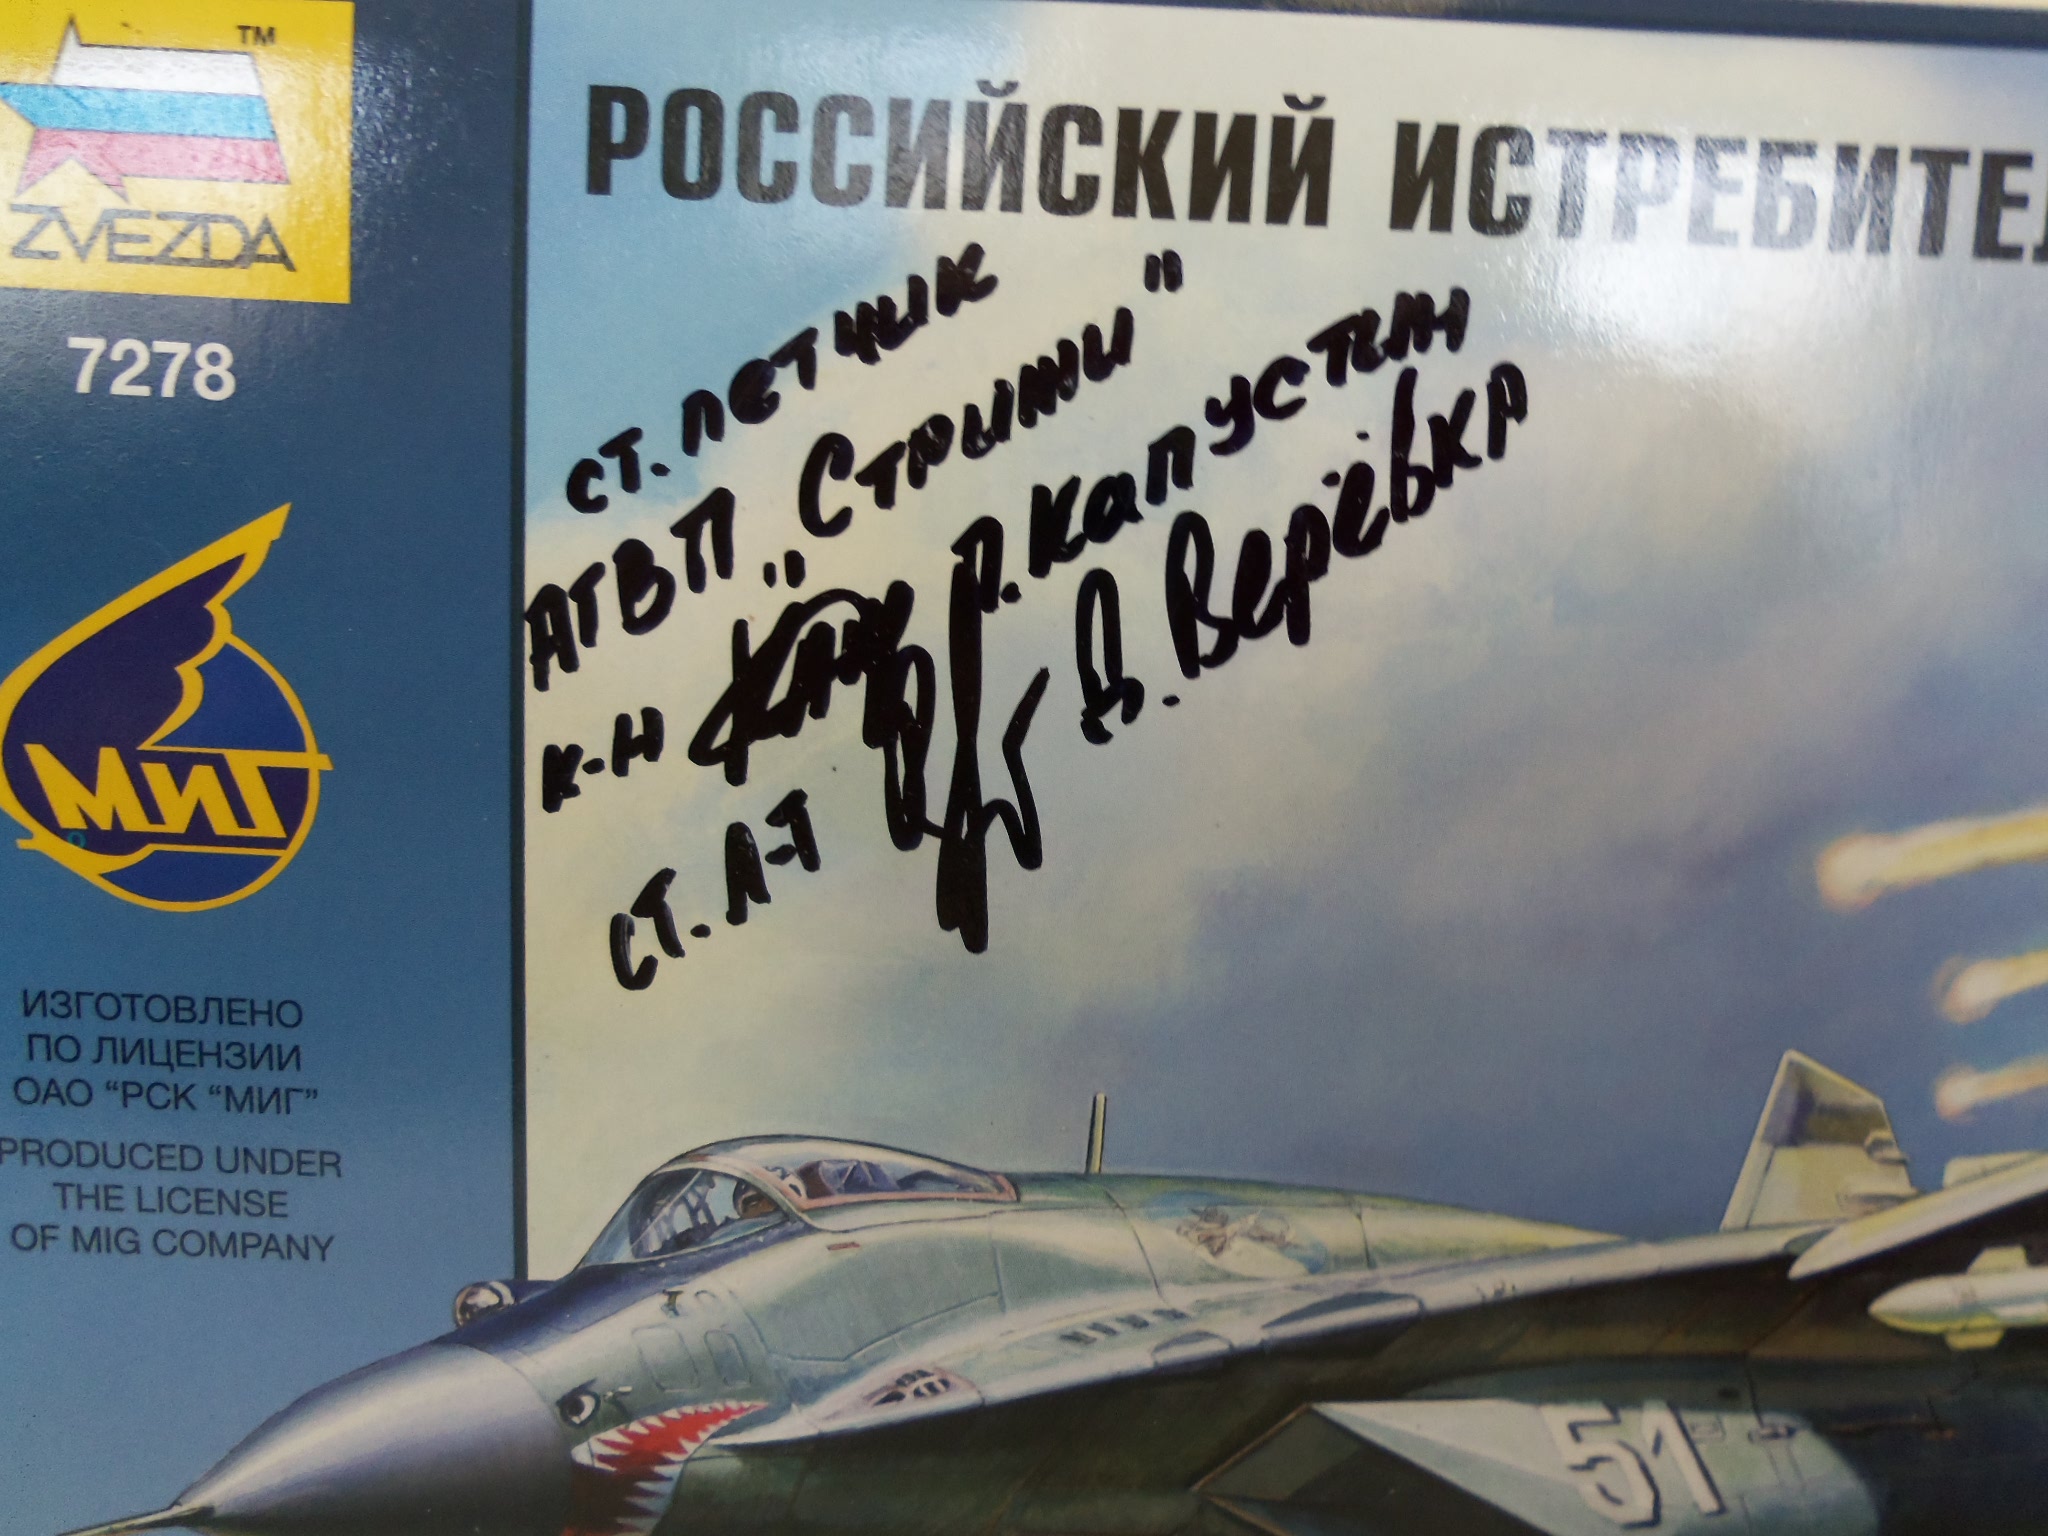 TM
ZVEZDA
7278
МиГ
ИЗГОТОВЛЕНО
ПО ЛИЦЕНЗИИ
ОАО “РСК “МИГ”
PRODUCED UNDER
THE LICENSE
OF MIG COMPANY
РОССИЙСКИЙ ИСТРЕБИТЕЛ
ст. летчик
АГВП „Стрижи"
к-н Р. Капустин
ст. л-т В. Верёвка
51